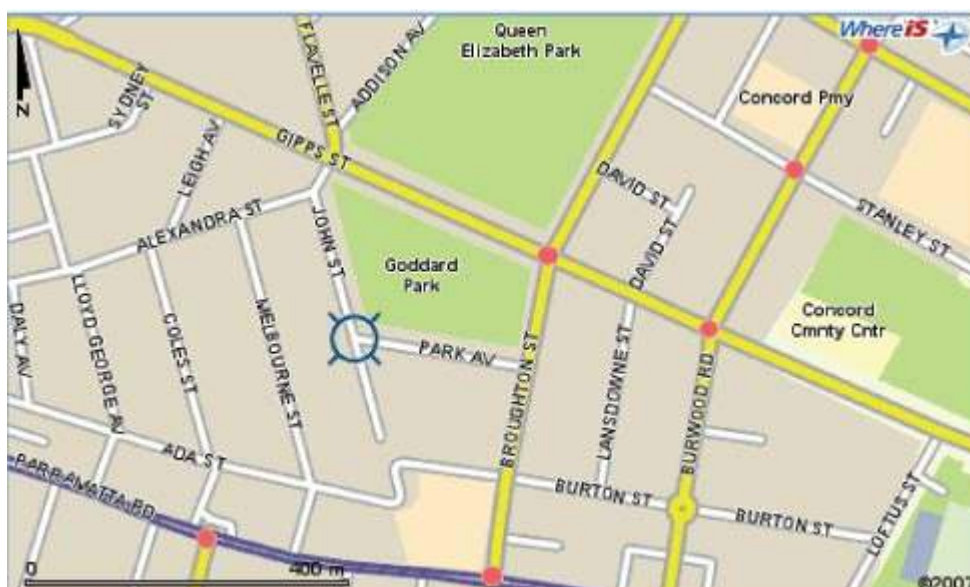 WhereiS
Queen
Elizabeth Park
FLAVELLE ST
ADDISON AV
SYDNEY
ST
Concord Pmy
LEIGH AV
GIPPS ST
DAVID ST
STANLEY ST
ALEXANDRA ST
JOHN ST
DAVID ST
Goddard
Park
Concord
Cmnty Cntr
DALY AV
LLOYD GEORGE AV
COLES ST
MELBOURNE ST
PARK AV
BROUGHTON ST
LANSDOWNE ST
BURWOOD RD
ADA ST
PARRAMATTA RD
BURTON ST
BURTON ST
LOFTUS ST
N
0
400 m
©2007